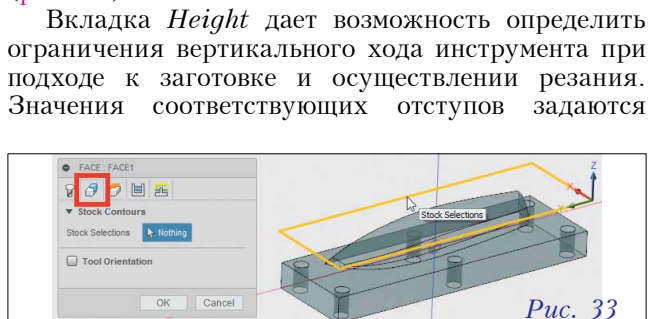 Вкладка Height дает возможность определить
ограничения вертикального хода инструмента при
подходе к заготовке и осуществлении резания.
Значения соответствующих отступов задаются
FACE : FACE1
Stock Contours
Stock Selections
Nothing
Tool Orientation
OK
Cancel
Stock Selections
Z
X
Y
Рис. 33